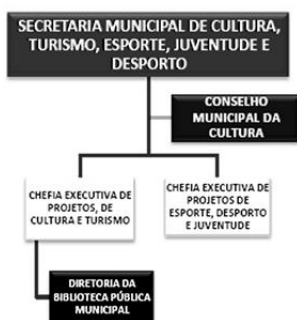 SECRETARIA MUNICIPAL DE CULTURA,
TURISMO, ESPORTE, JUVENTUDE E
DESPORTO
CONSELHO
MUNICIPAL DA
CULTURA
CHEFIA EXECUTIVA DE
PROJETOS, DE
CULTURA E TURISMO
CHEFIA EXECUTIVA DE
PROJETOS DE
ESPORTE, DESPORTO
E JUVENTUDE
DIRETORIA DA
BIBLIOTECA PÚBLICA
MUNICIPAL